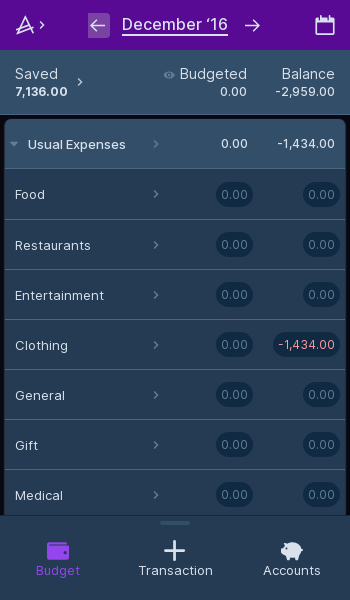 December ‘16
Saved Budgeted Balance
7,136.00 0.00 -2,959.00
Usual Expenses 0.00 -1,434.00
Food 0.00 0.00
Restaurants 0.00 0.00
Entertainment 0.00 0.00
Clothing 0.00 -1,434.00
General 0.00 0.00
Gift 0.00 0.00
Medical 0.00 0.00
Budget Transaction Accounts